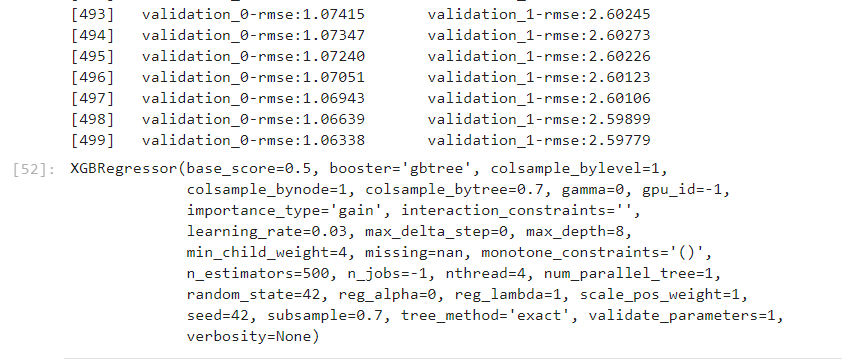 [493] validation_0-rmse:1.07415 validation_1-rmse:2.60245
[494] validation_0-rmse:1.07347 validation_1-rmse:2.60273
[495] validation_0-rmse:1.07240 validation_1-rmse:2.60226
[496] validation_0-rmse:1.07051 validation_1-rmse:2.60123
[497] validation_0-rmse:1.06943 validation_1-rmse:2.60106
[498] validation_0-rmse:1.06639 validation_1-rmse:2.59899
[499] validation_0-rmse:1.06338 validation_1-rmse:2.59779
[52]: XGBRegressor(base_score=0.5, booster='gbtree', colsample_bylevel=1,
colsample_bynode=1, colsample_bytree=0.7, gamma=0, gpu_id=-1,
importance_type='gain', interaction_constraints='',
learning_rate=0.03, max_delta_step=0, max_depth=8,
min_child_weight=4, missing=nan, monotone_constraints='()',
n_estimators=500, n_jobs=-1, nthread=4, num_parallel_tree=1,
random_state=42, reg_alpha=0, reg_lambda=1, scale_pos_weight=1,
seed=42, subsample=0.7, tree_method='exact', validate_parameters=1,
verbosity=None)